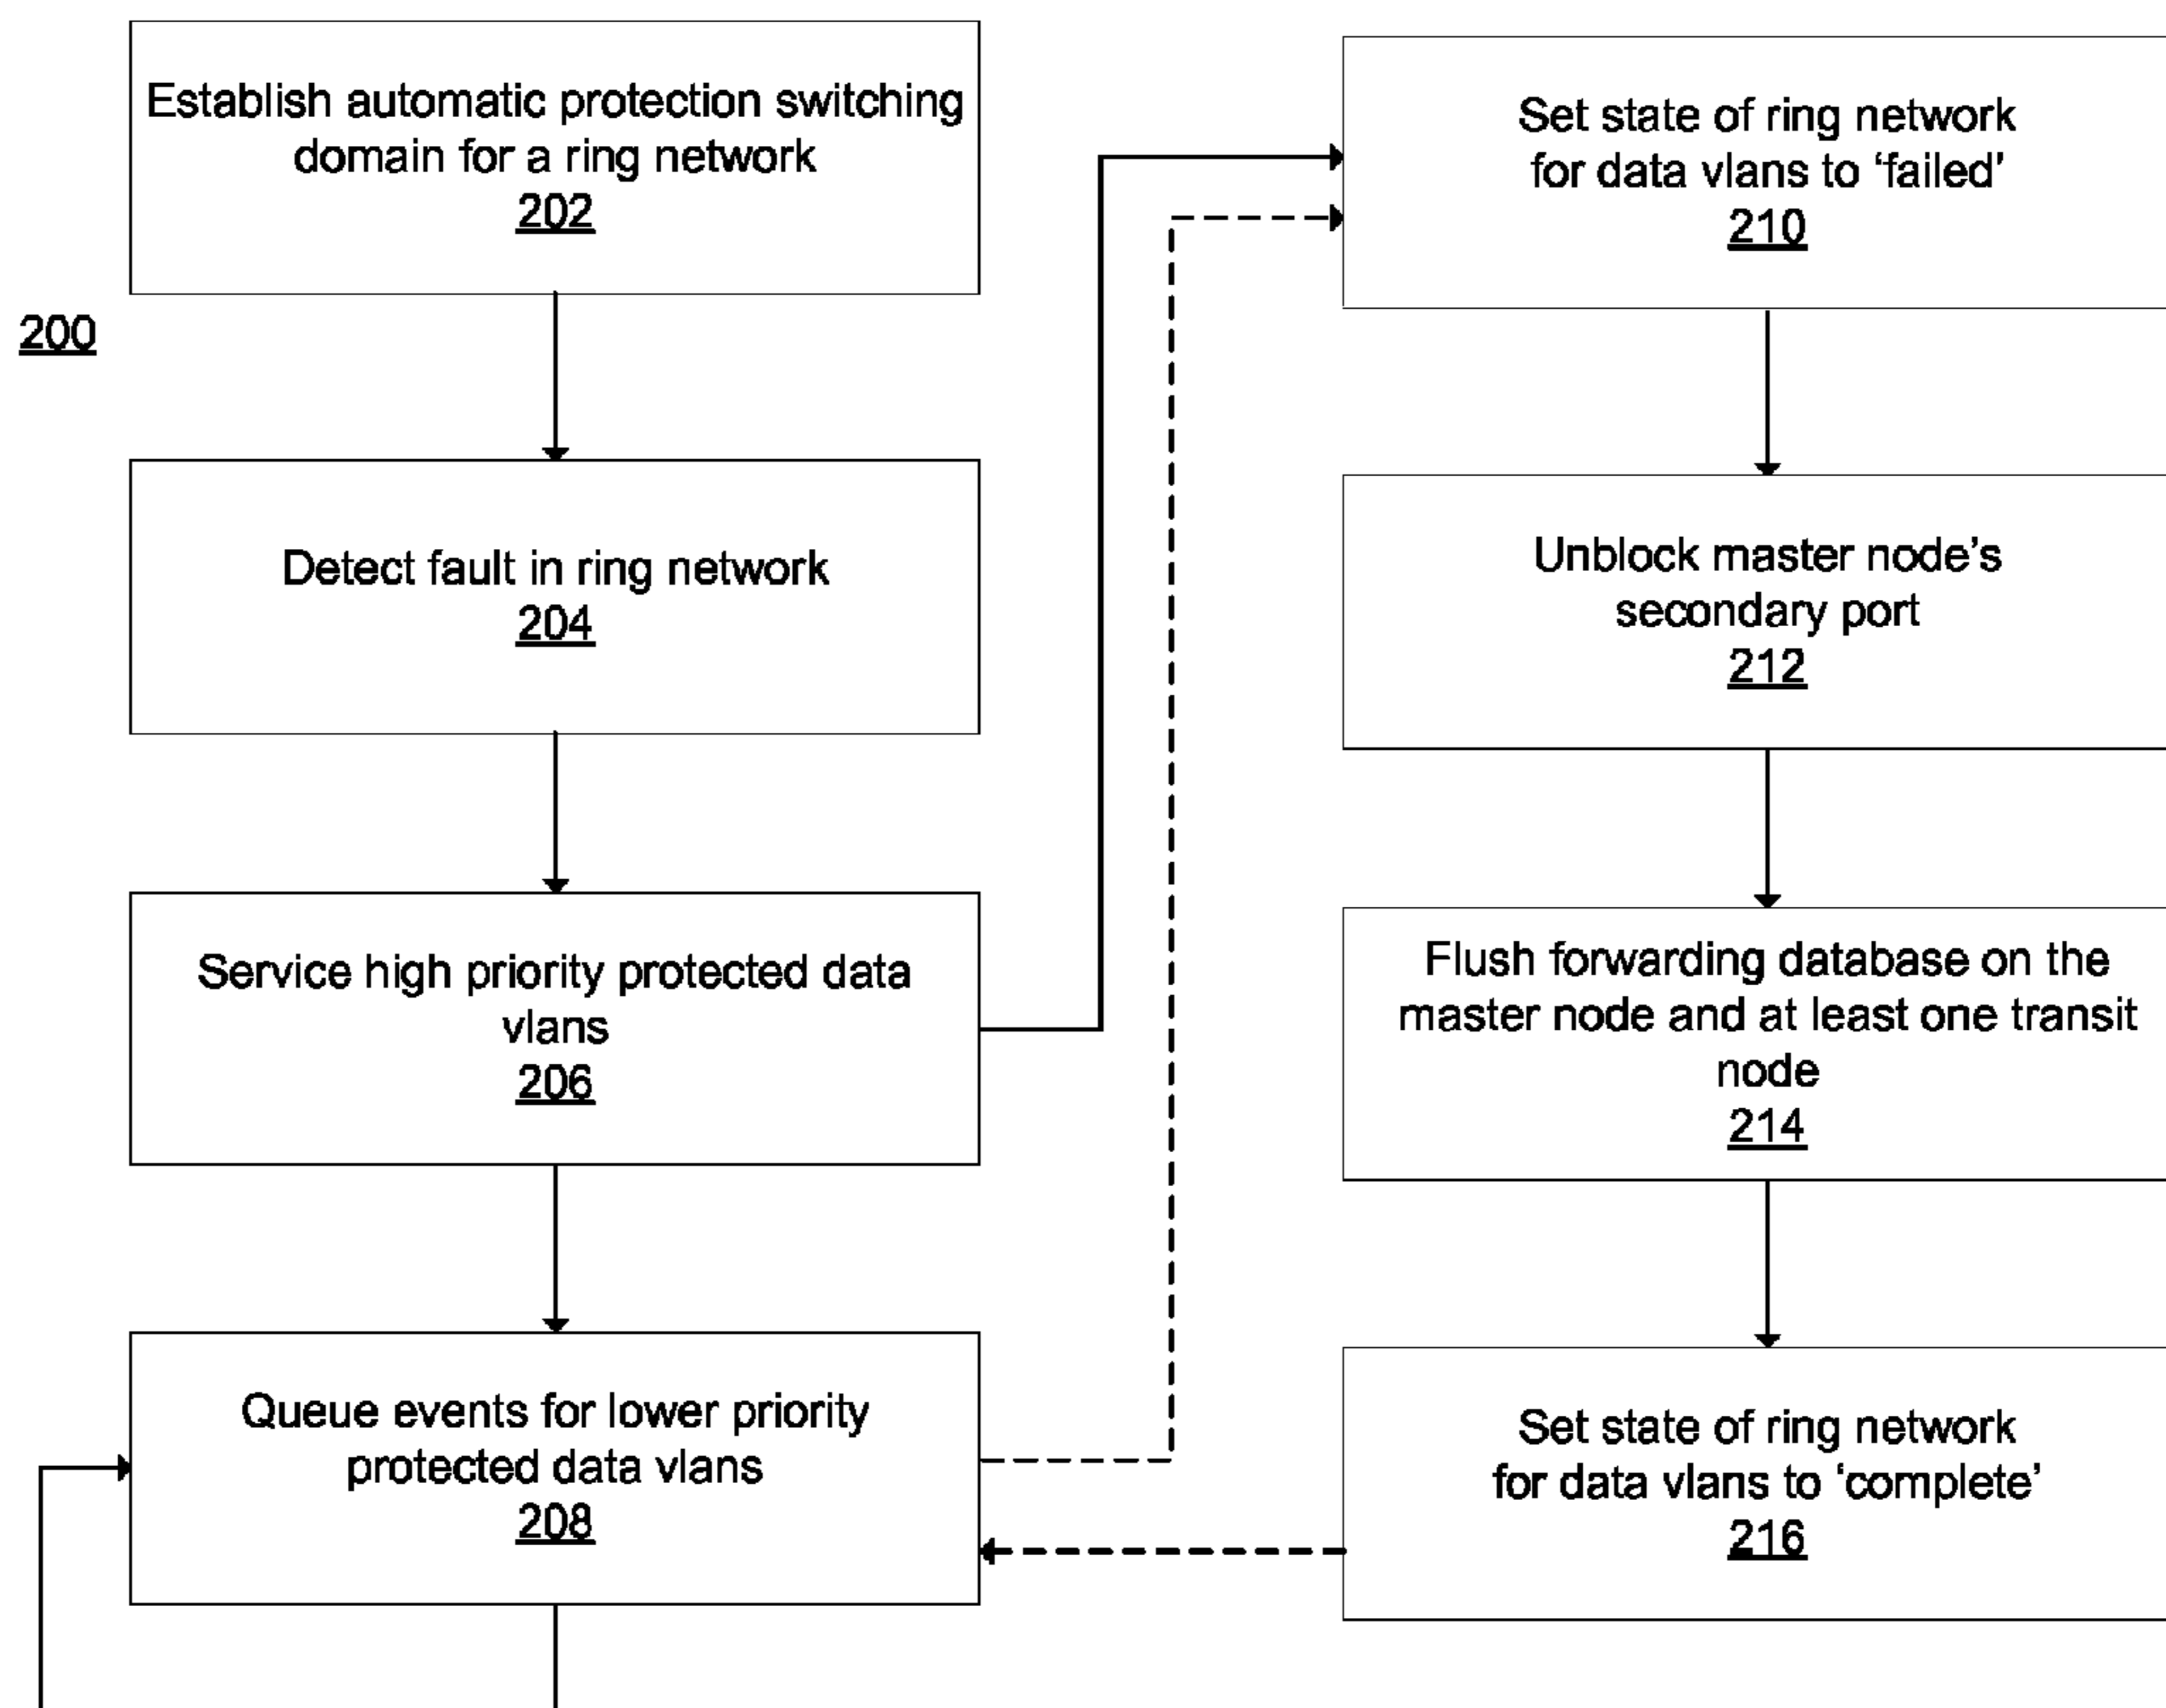 Establish automatic protection switching
domain for a ring network
202
200
Detect fault in ring network
204
Service high priority protected data
vlans
206
Queue events for lower priority
protected data vlans
208
Set state of ring network
for data vlans to ‘failed’
210
Unblock master node’s
secondary port
212
Flush forwarding database on the
master node and at least one transit
node
214
Set state of ring network
for data vlans to ‘complete’
216